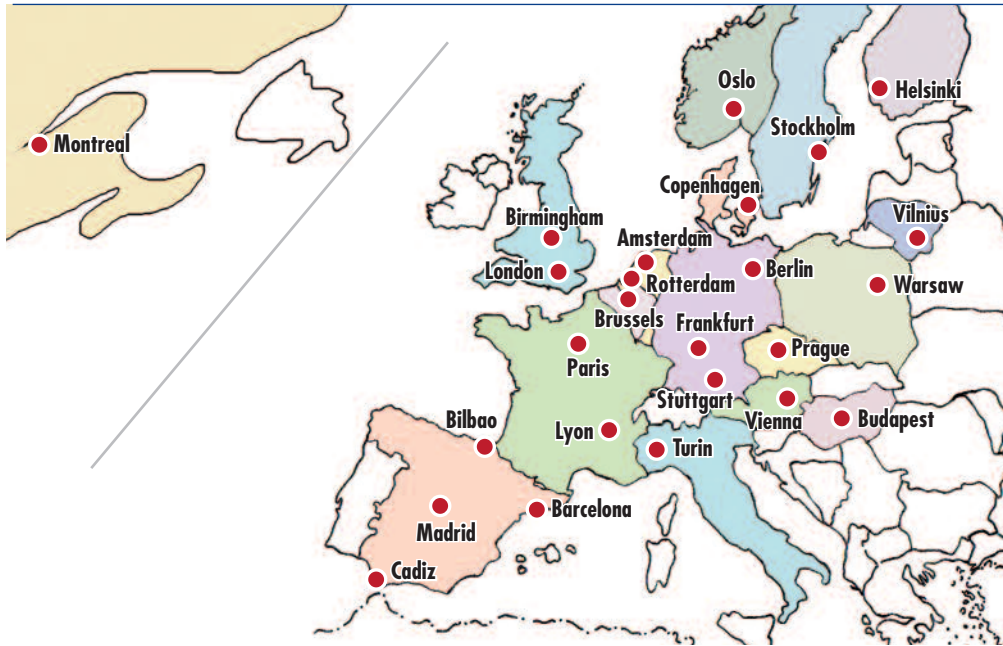 Oslo
Helsinki
Stockholm
Montreal
Copenhagen
Vilnius
Birmingham
Amsterdam
London
Rotterdam
Berlin
Warsaw
Brussels
Frankfurt
Paris
Prague
Stuttgart
Bilbao
Lyon
Vienna
Budapest
Turin
Barcelona
Madrid
Cadiz